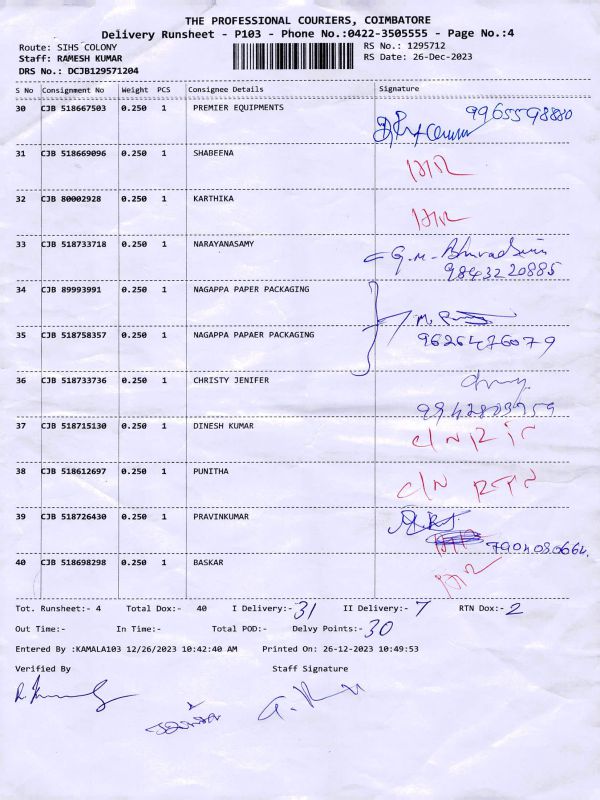 THE PROFESSIONAL COURIERS, COIMBATORE
Delivery Runsheet - P103 - Phone No.:0422-3505555 - Page No.:4
Route: SIHS COLONY RS No.: 1295712
Staff: RAMESH KUMAR RS Date: 26-Dec-2023
DRS No.: DCJB129571204
S No Consignment No Weight PCS Consignee Details Signature
30 CJB 518667503 0.250 1 PREMIER EQUIPMENTS 9965598880
31 CJB 518669096 0.250 1 SHABEENA
32 CJB 80002928 0.250 1 KARTHIKA
33 CJB 518733718 0.250 1 NARAYANASAMY
9843220885
34 CJB 89993991 0.250 1 NAGAPPA PAPER PACKAGING
35 CJB 518758357 0.250 1 NAGAPPA PAPAER PACKAGING
9626476079
36 CJB 518733736 0.250 1 CHRISTY JENIFER
37 CJB 518715130 0.250 1 DINESH KUMAR
38 CJB 518612697 0.250 1 PUNITHA C/N RTN
39 CJB 518726430 0.250 1 PRAVINKUMAR
40 CJB 518698298 0.250 1 BASKAR
Tot. Runsheet:- 4 Total Dox:- 40 I Delivery:- 31 II Delivery:- 7 RTN Dox:- 2
Out Time:- In Time:- Total POD:- Delvy Points:- 30
Entered By :KAMALA103 12/26/2023 10:42:40 AM Printed On: 26-12-2023 10:49:53
Verified By Staff Signature